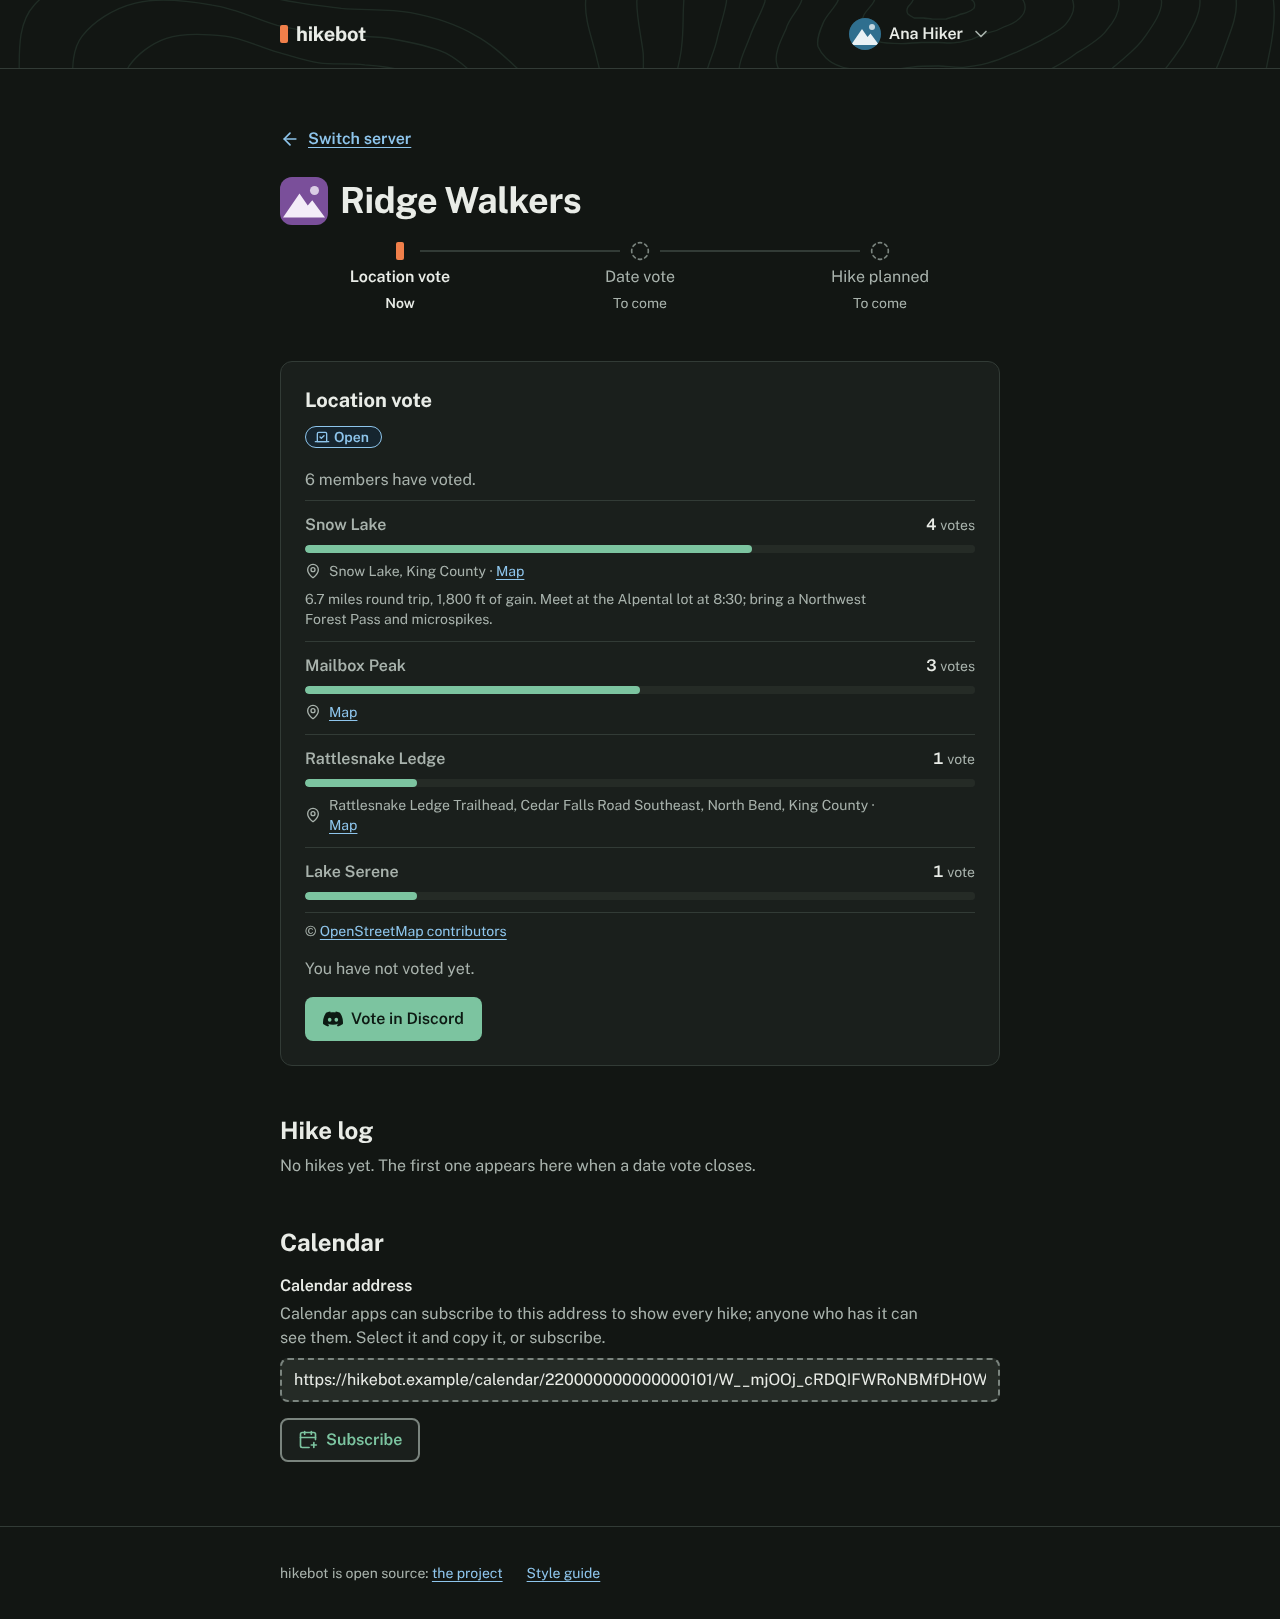 hikebot
Ana Hiker
Switch server
Ridge Walkers
Location vote
Now
Date vote
To come
Hike planned
To come
Location vote
Open
6 members have voted.
Snow Lake
4 votes
Snow Lake, King County · Map
6.7 miles round trip, 1,800 ft of gain. Meet at the Alpental lot at 8:30; bring a Northwest
Forest Pass and microspikes.
Mailbox Peak
3 votes
Map
Rattlesnake Ledge
1 vote
Rattlesnake Ledge Trailhead, Cedar Falls Road Southeast, North Bend, King County ·
Map
Lake Serene
1 vote
© OpenStreetMap contributors
You have not voted yet.
Vote in Discord
Hike log
No hikes yet. The first one appears here when a date vote closes.
Calendar
Calendar address
Calendar apps can subscribe to this address to show every hike; anyone who has it can
see them. Select it and copy it, or subscribe.
https://hikebot.example/calendar/220000000000000101/W__mjOOj_cRDQIFWRoNBMfDH0W
Subscribe
hikebot is open source: the project
Style guide